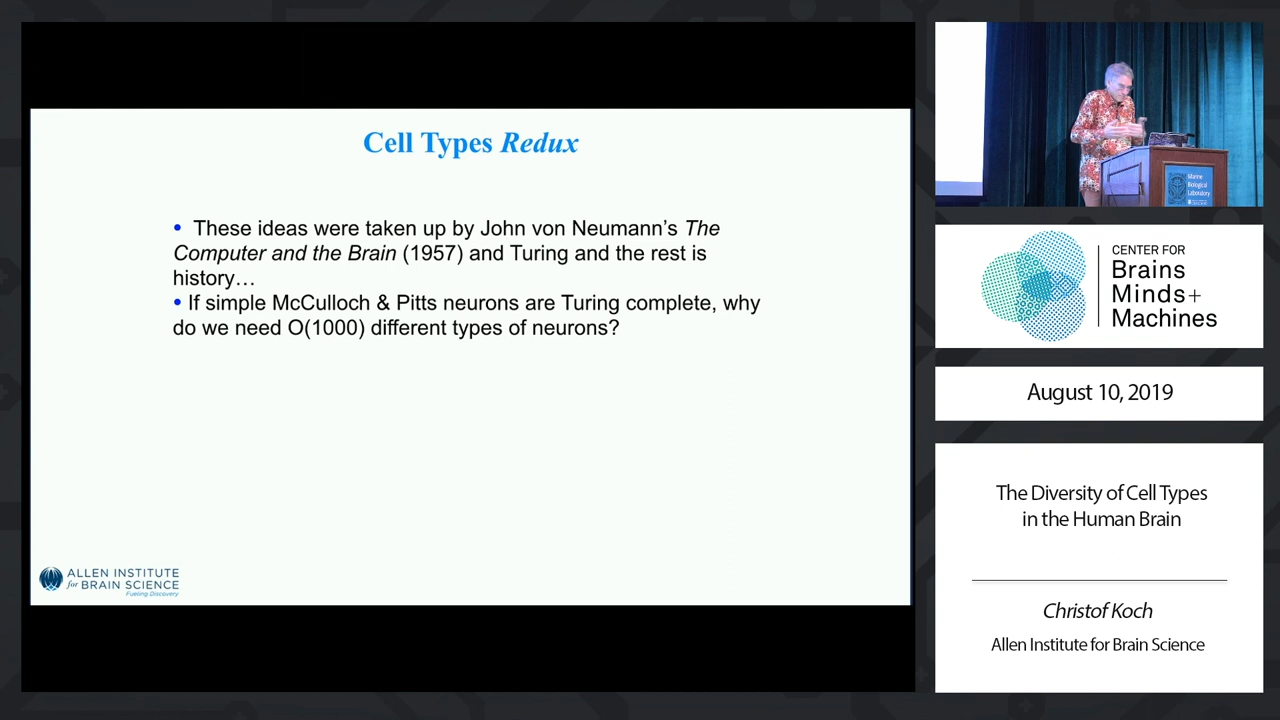 Cell Types Redux
• These ideas were taken up by John von Neumann's The
Computer and the Brain (1957) and Turing and the rest is
history…
• If simple McCulloch & Pitts neurons are Turing complete, why
do we need O(1000) different types of neurons?
ALLEN INSTITUTE
for BRAIN SCIENCE
Fueling Discovery
Marine
Biological
Laboratory
CENTER FOR
Brains
Minds+
Machines
August 10, 2019
The Diversity of Cell Types
in the Human Brain
Christof Koch
Allen Institute for Brain Science